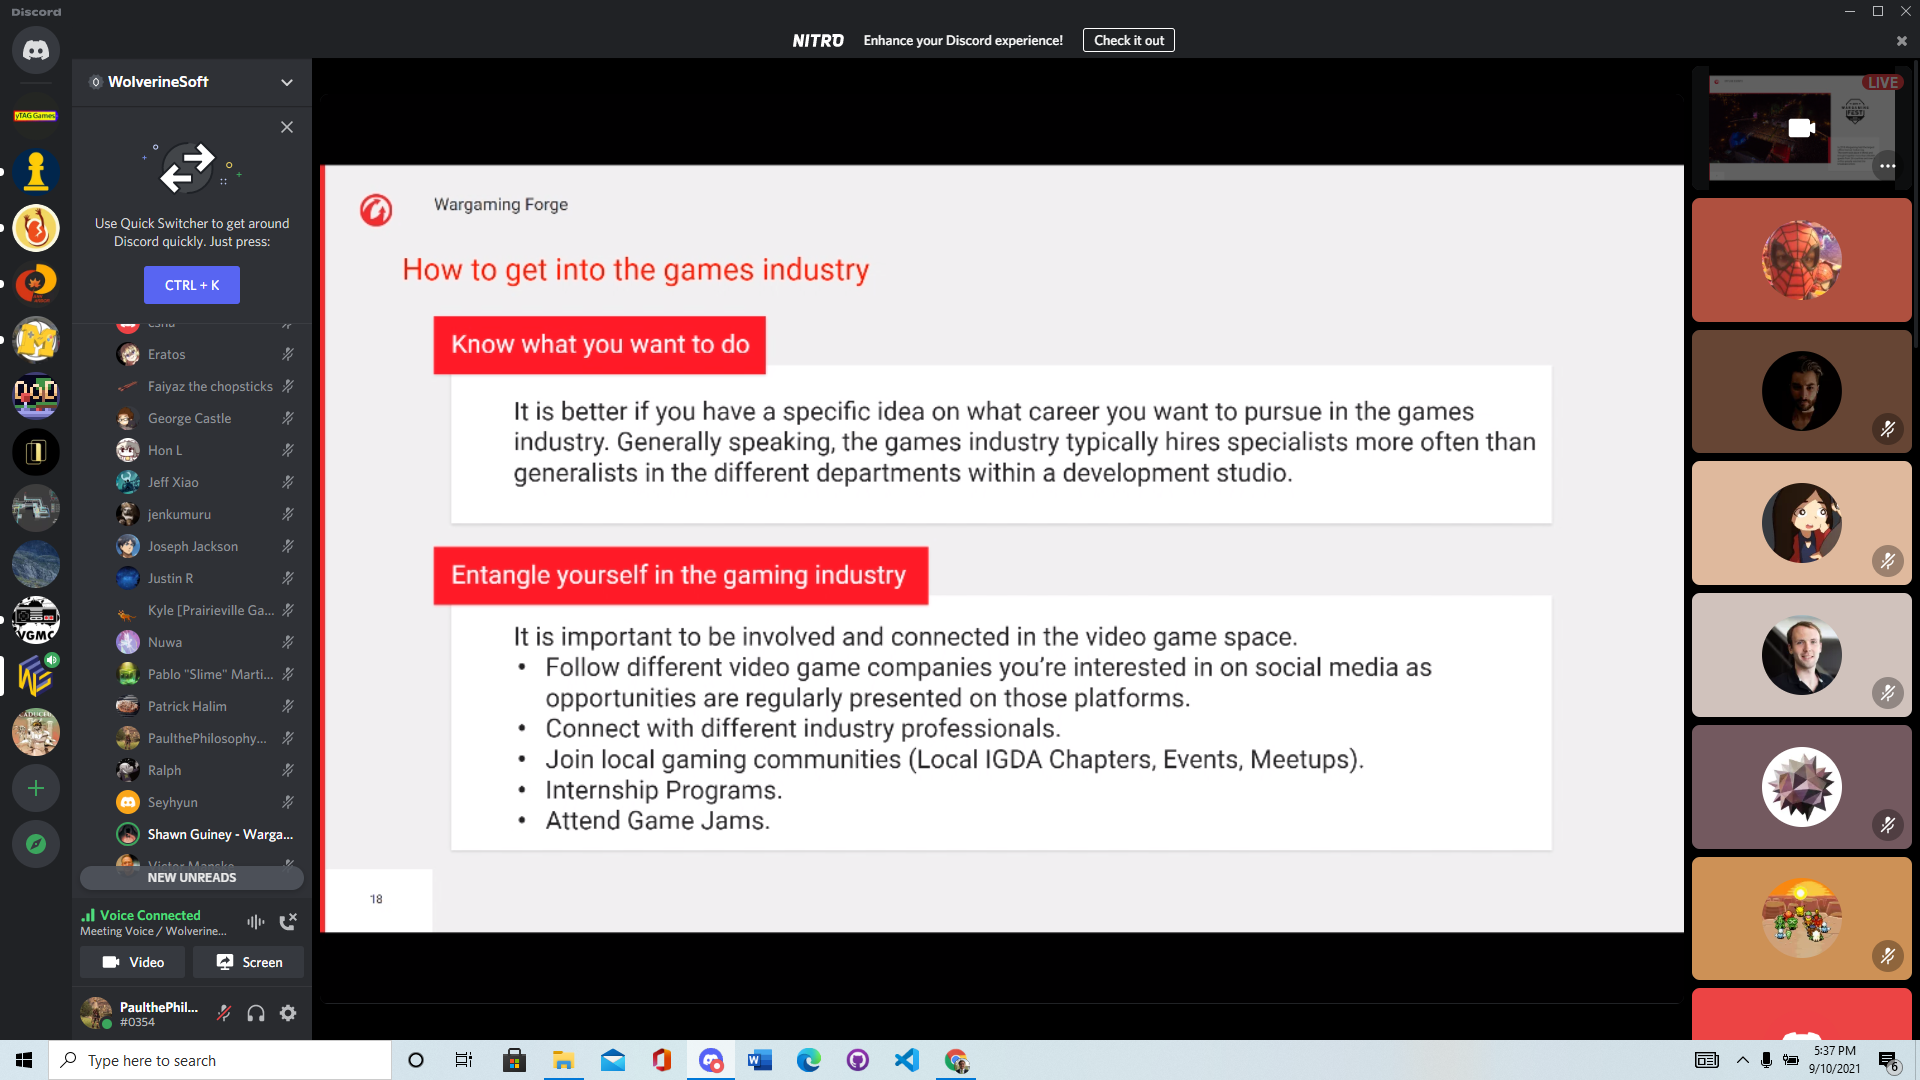 Discord
NITRO Enhance your Discord experience! Check it out
WolverineSoft
LIVE
yTAG Games
Use Quick Switcher to get around
Discord quickly. Just press:
CTRL + K
Eratos
Faiyaz the chopsticks
George Castle
Hon L
Jeff Xiao
jenkumuru
Joseph Jackson
Justin R
Kyle [Prairieville Ga...
Nuwa
Pablo "Slime" Marti...
Patrick Halim
PaulthePhilosophy...
Ralph
Seyhyun
Shawn Guiney - Warga...
NEW UNREADS
VGMC
Voice Connected
Meeting Voice / Wolverine...
Video
Screen
PaulthePhil...
#0354
Wargaming Forge
How to get into the games industry
Know what you want to do
It is better if you have a specific idea on what career you want to pursue in the games
industry. Generally speaking, the games industry typically hires specialists more often than
generalists in the different departments within a development studio.
Entangle yourself in the gaming industry
It is important to be involved and connected in the video game space.
• Follow different video game companies you're interested in on social media as
opportunities are regularly presented on those platforms.
• Connect with different industry professionals.
• Join local gaming communities (Local IGDA Chapters, Events, Meetups).
• Internship Programs.
• Attend Game Jams.
18
Type here to search
5:37 PM
9/10/2021
6